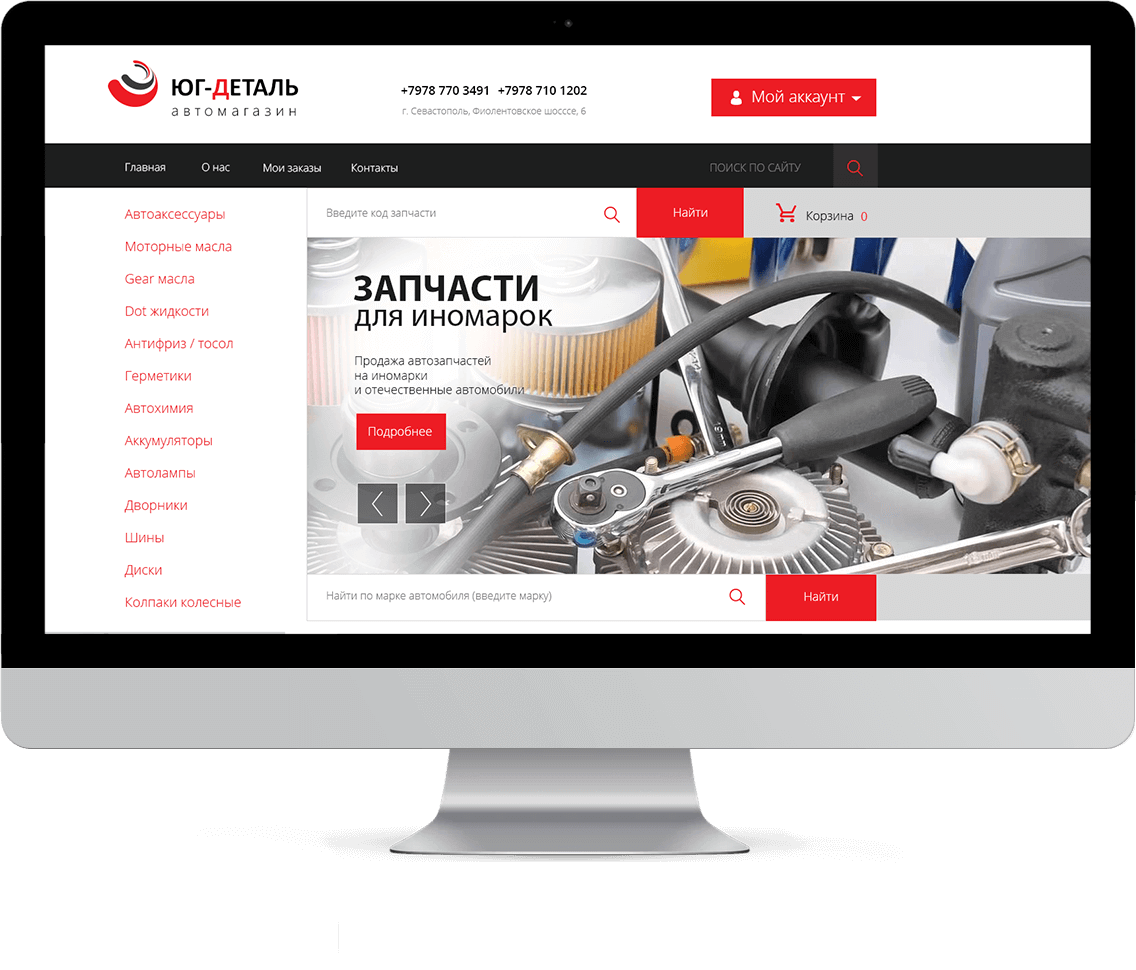 ЮГ-ДЕТАЛЬ
автомагазин
+7978 770 3491 +7978 710 1202
г. Севастополь, Фиолентовское шосссе, 6
Мой аккаунт
Главная О нас Мои заказы Контакты ПОИСК ПО САЙТУ
Введите код запчасти Найти Корзина 0
Автоаксессуары
Моторные масла
Gear масла
Dot жидкости
Антифриз / тосол
Герметики
Автохимия
Аккумуляторы
Автолампы
Дворники
Шины
Диски
Колпаки колесные
ЗАПЧАСТИ
для иномарок
Продажа автозапчастей
на иномарки
и отечественные автомобили
Подробнее
Найти по марке автомобиля (введите марку) Найти